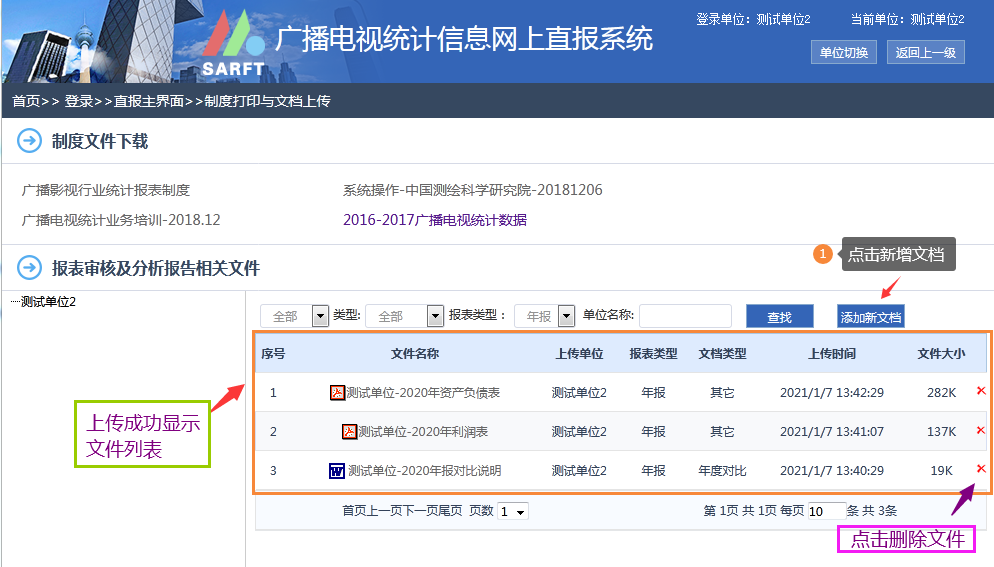 登录单位：测试单位2 当前单位：测试单位2
SARFT
广播电视统计信息网上直报系统
单位切换 返回上一级
首页>> 登录>>直报主界面>>制度打印与文档上传
制度文件下载
广播影视行业统计报表制度 系统操作-中国测绘科学研究院-20181206
广播电视统计业务培训-2018.12 2016-2017广播电视统计数据
1 点击新增文档
报表审核及分析报告相关文件
测试单位2
全部 类型: 全部 报表类型： 年报 单位名称: 查找 添加新文档
序号 文件名称 上传单位 报表类型 文档类型 上传时间 文件大小
1 测试单位-2020年资产负债表 测试单位2 年报 其它 2021/1/7 13:42:29 282K
2 测试单位-2020年利润表 测试单位2 年报 其它 2021/1/7 13:41:07 137K
3 测试单位-2020年报对比说明 测试单位2 年报 年度对比 2021/1/7 13:40:29 19K
上传成功显示
文件列表
首页上一页下一页尾页 页数 1 第 1页 共 1页 每页 10 条 共 3条
点击删除文件